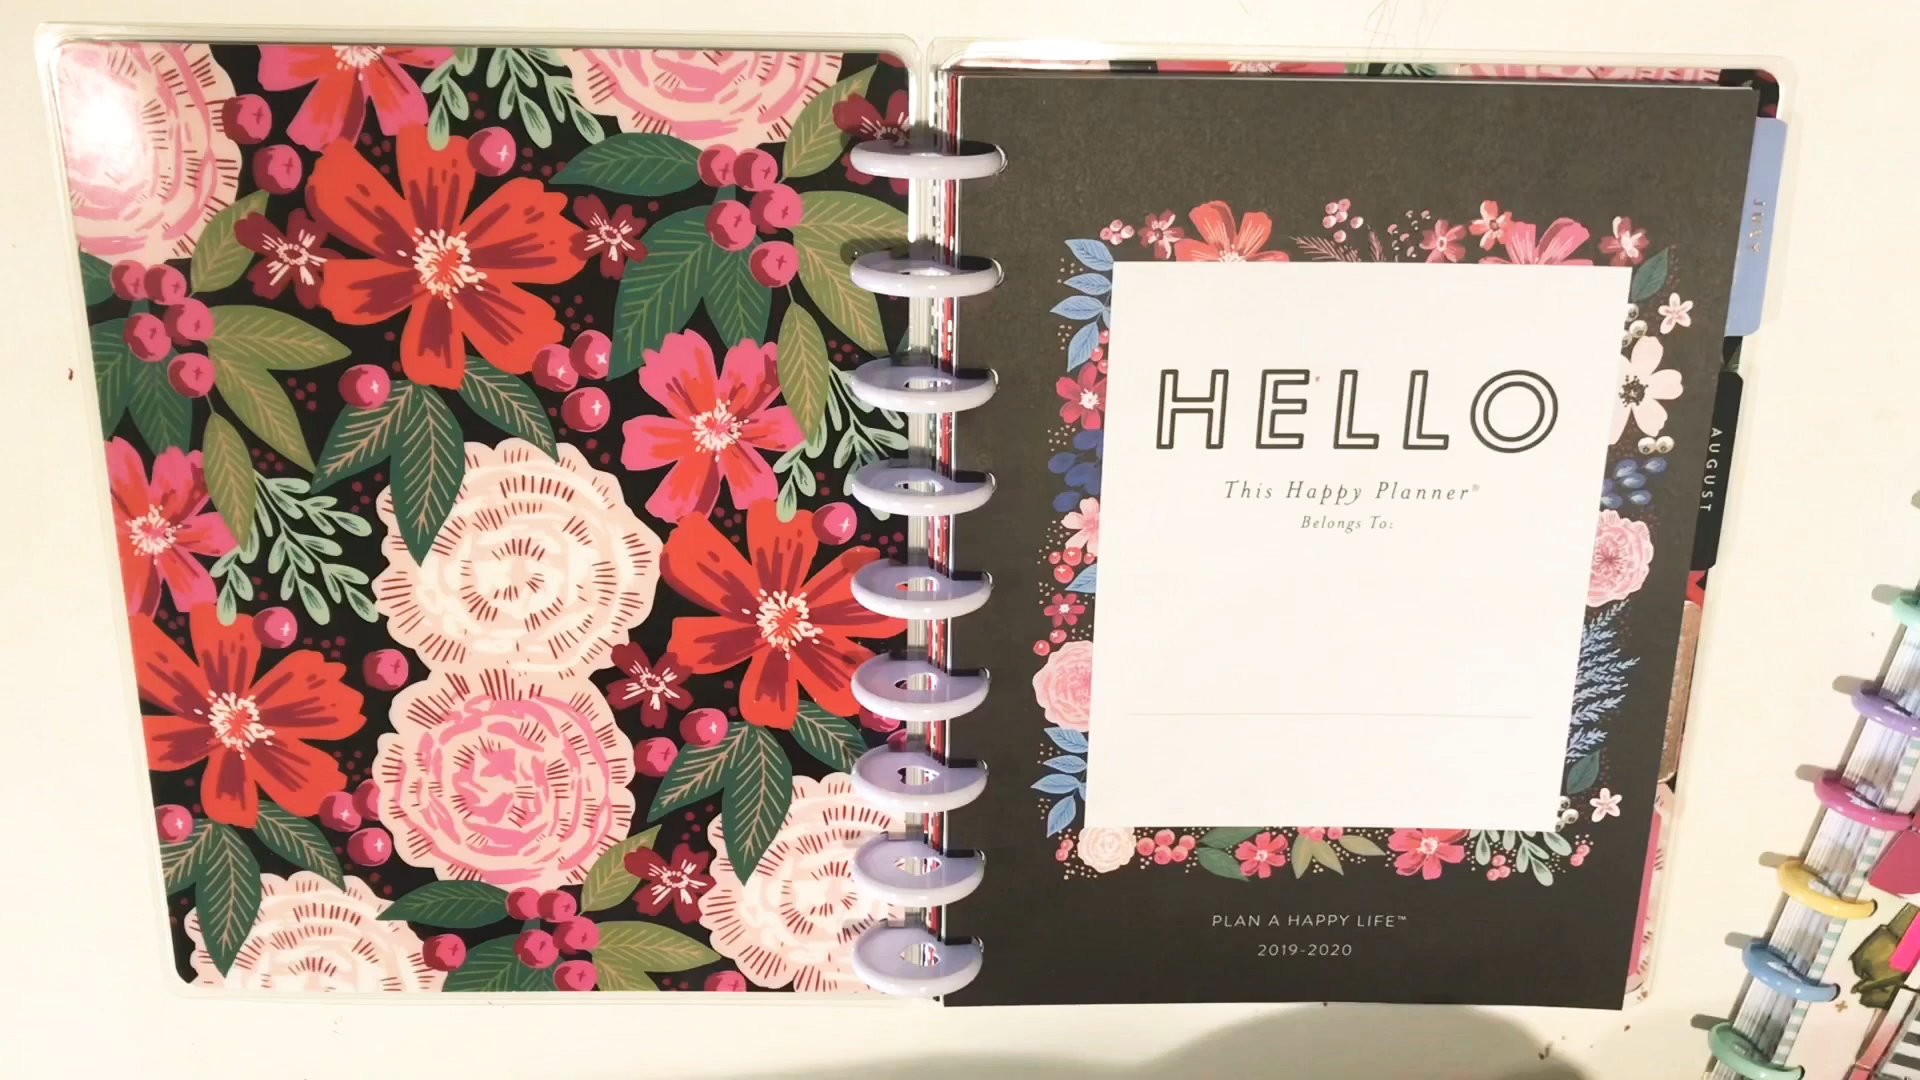 HELLO
This Happy Planner®
Belongs To:
PLAN A HAPPY LIFE™
2019-2020
JULY
AUGUST